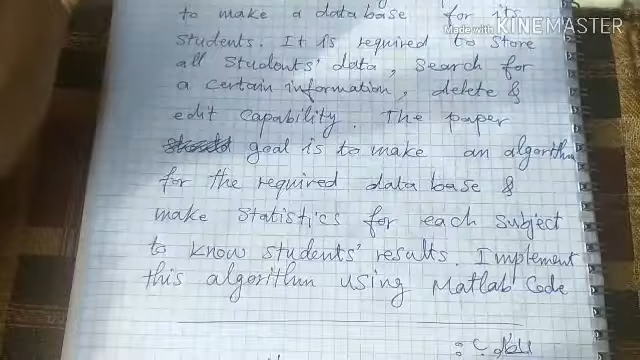 to make a database for its
Made with KINEMASTER
students. It is required to store
all students' data, search for
a certain information, delete &
edit capability. The paper
goal is to make an algorithm
for the required data base &
make statistics for each subject
to know students' results. Implement
this algorithm using Matlab Code